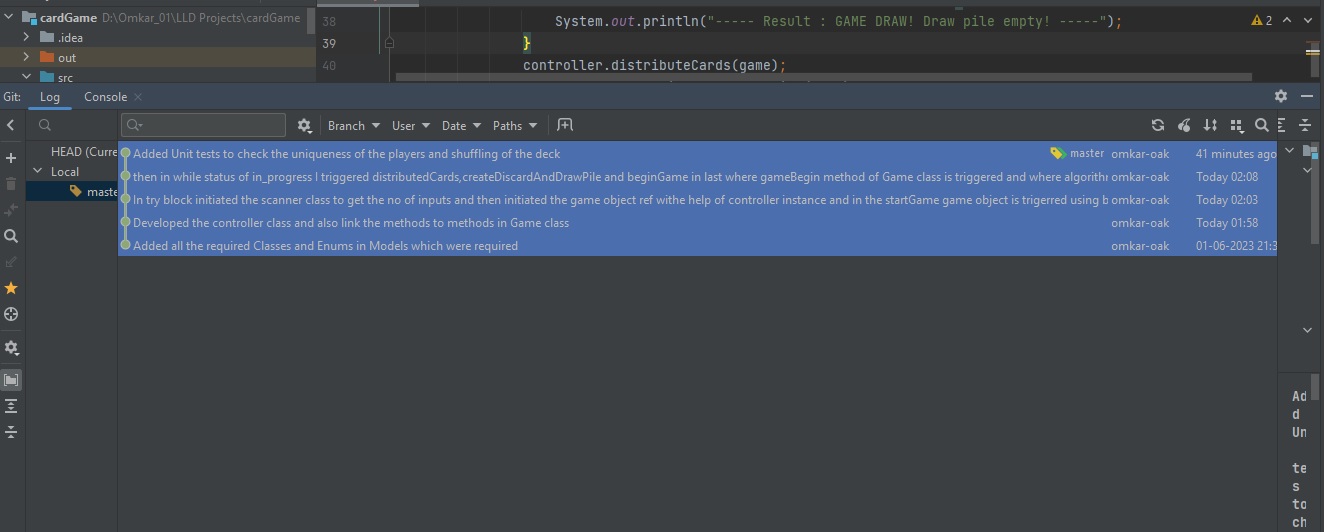 cardGame D:\Omkar_01\LLD Projects\cardGame
.idea
out
src
38 System.out.println("----- Result : GAME DRAW! Draw pile empty! -----");
2
39 }
40 controller.distributeCards(game);
Git: Log Console
Branch User Date Paths
HEAD (Curre
Local
maste
Added Unit tests to check the uniqueness of the players and shuffling of the deck master omkar-oak 41 minutes ago
then in while status of in_progress I triggered distributedCards,createDiscardAndDrawPile and beginGame in last where gameBegin method of Game class is triggered and where algorithr omkar-oak Today 02:08
In try block initiated the scanner class to get the no of inputs and then initiated the game object ref withe help of controller instance and in the startGame game object is trigerred using b omkar-oak Today 02:03
Developed the controller class and also link the methods to methods in Game class omkar-oak Today 01:58
Added all the required Classes and Enums in Models which were required omkar-oak 01-06-2023 21:3
Ad
d
Un
te
s
to
ch